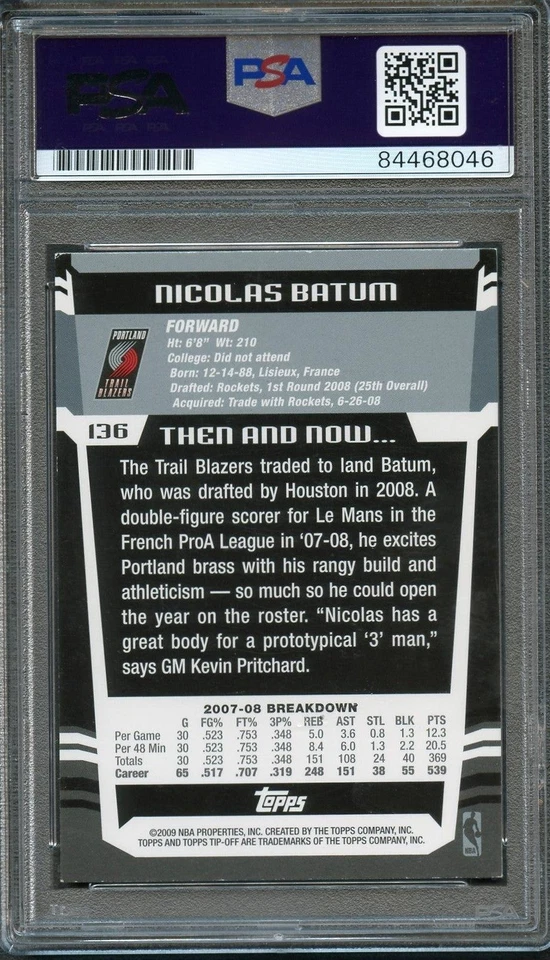 PSA
PSA
PSA PSA PSA
84468046
NICOLAS BATUM
PORTLAND
TRAIL
BLAZERS
FORWARD
Ht: 6'8" Wt: 210
College: Did not attend
Born: 12-14-88, Lisieux, France
Drafted: Rockets, 1st Round 2008 (25th Overall)
Acquired: Trade with Rockets, 6-26-08
136 THEN AND NOW...
The Trail Blazers traded to land Batum,
who was drafted by Houston in 2008. A
double-figure scorer for Le Mans in the
French ProA League in '07-08, he excites
Portland brass with his rangy build and
athleticism — so much so he could open
the year on the roster. "Nicolas has a
great body for a prototypical '3' man,"
says GM Kevin Pritchard.
2007-08 BREAKDOWN
G FG% FT% 3P% REB AST STL BLK PTS
Per Game 30 .523 .753 .348 5.0 3.6 0.8 1.3 12.3
Per 48 Min 30 .523 .753 .348 8.4 6.0 1.3 2.2 20.5
Totals 30 .523 .753 .348 151 108 24 40 369
Career 65 .517 .707 .319 248 151 38 55 539
Topps
©2009 NBA PROPERTIES, INC. CREATED BY THE TOPPS COMPANY, INC.
TOPPS AND TOPPS TIP-OFF ARE TRADEMARKS OF THE TOPPS COMPANY, INC.
NBA
PSA